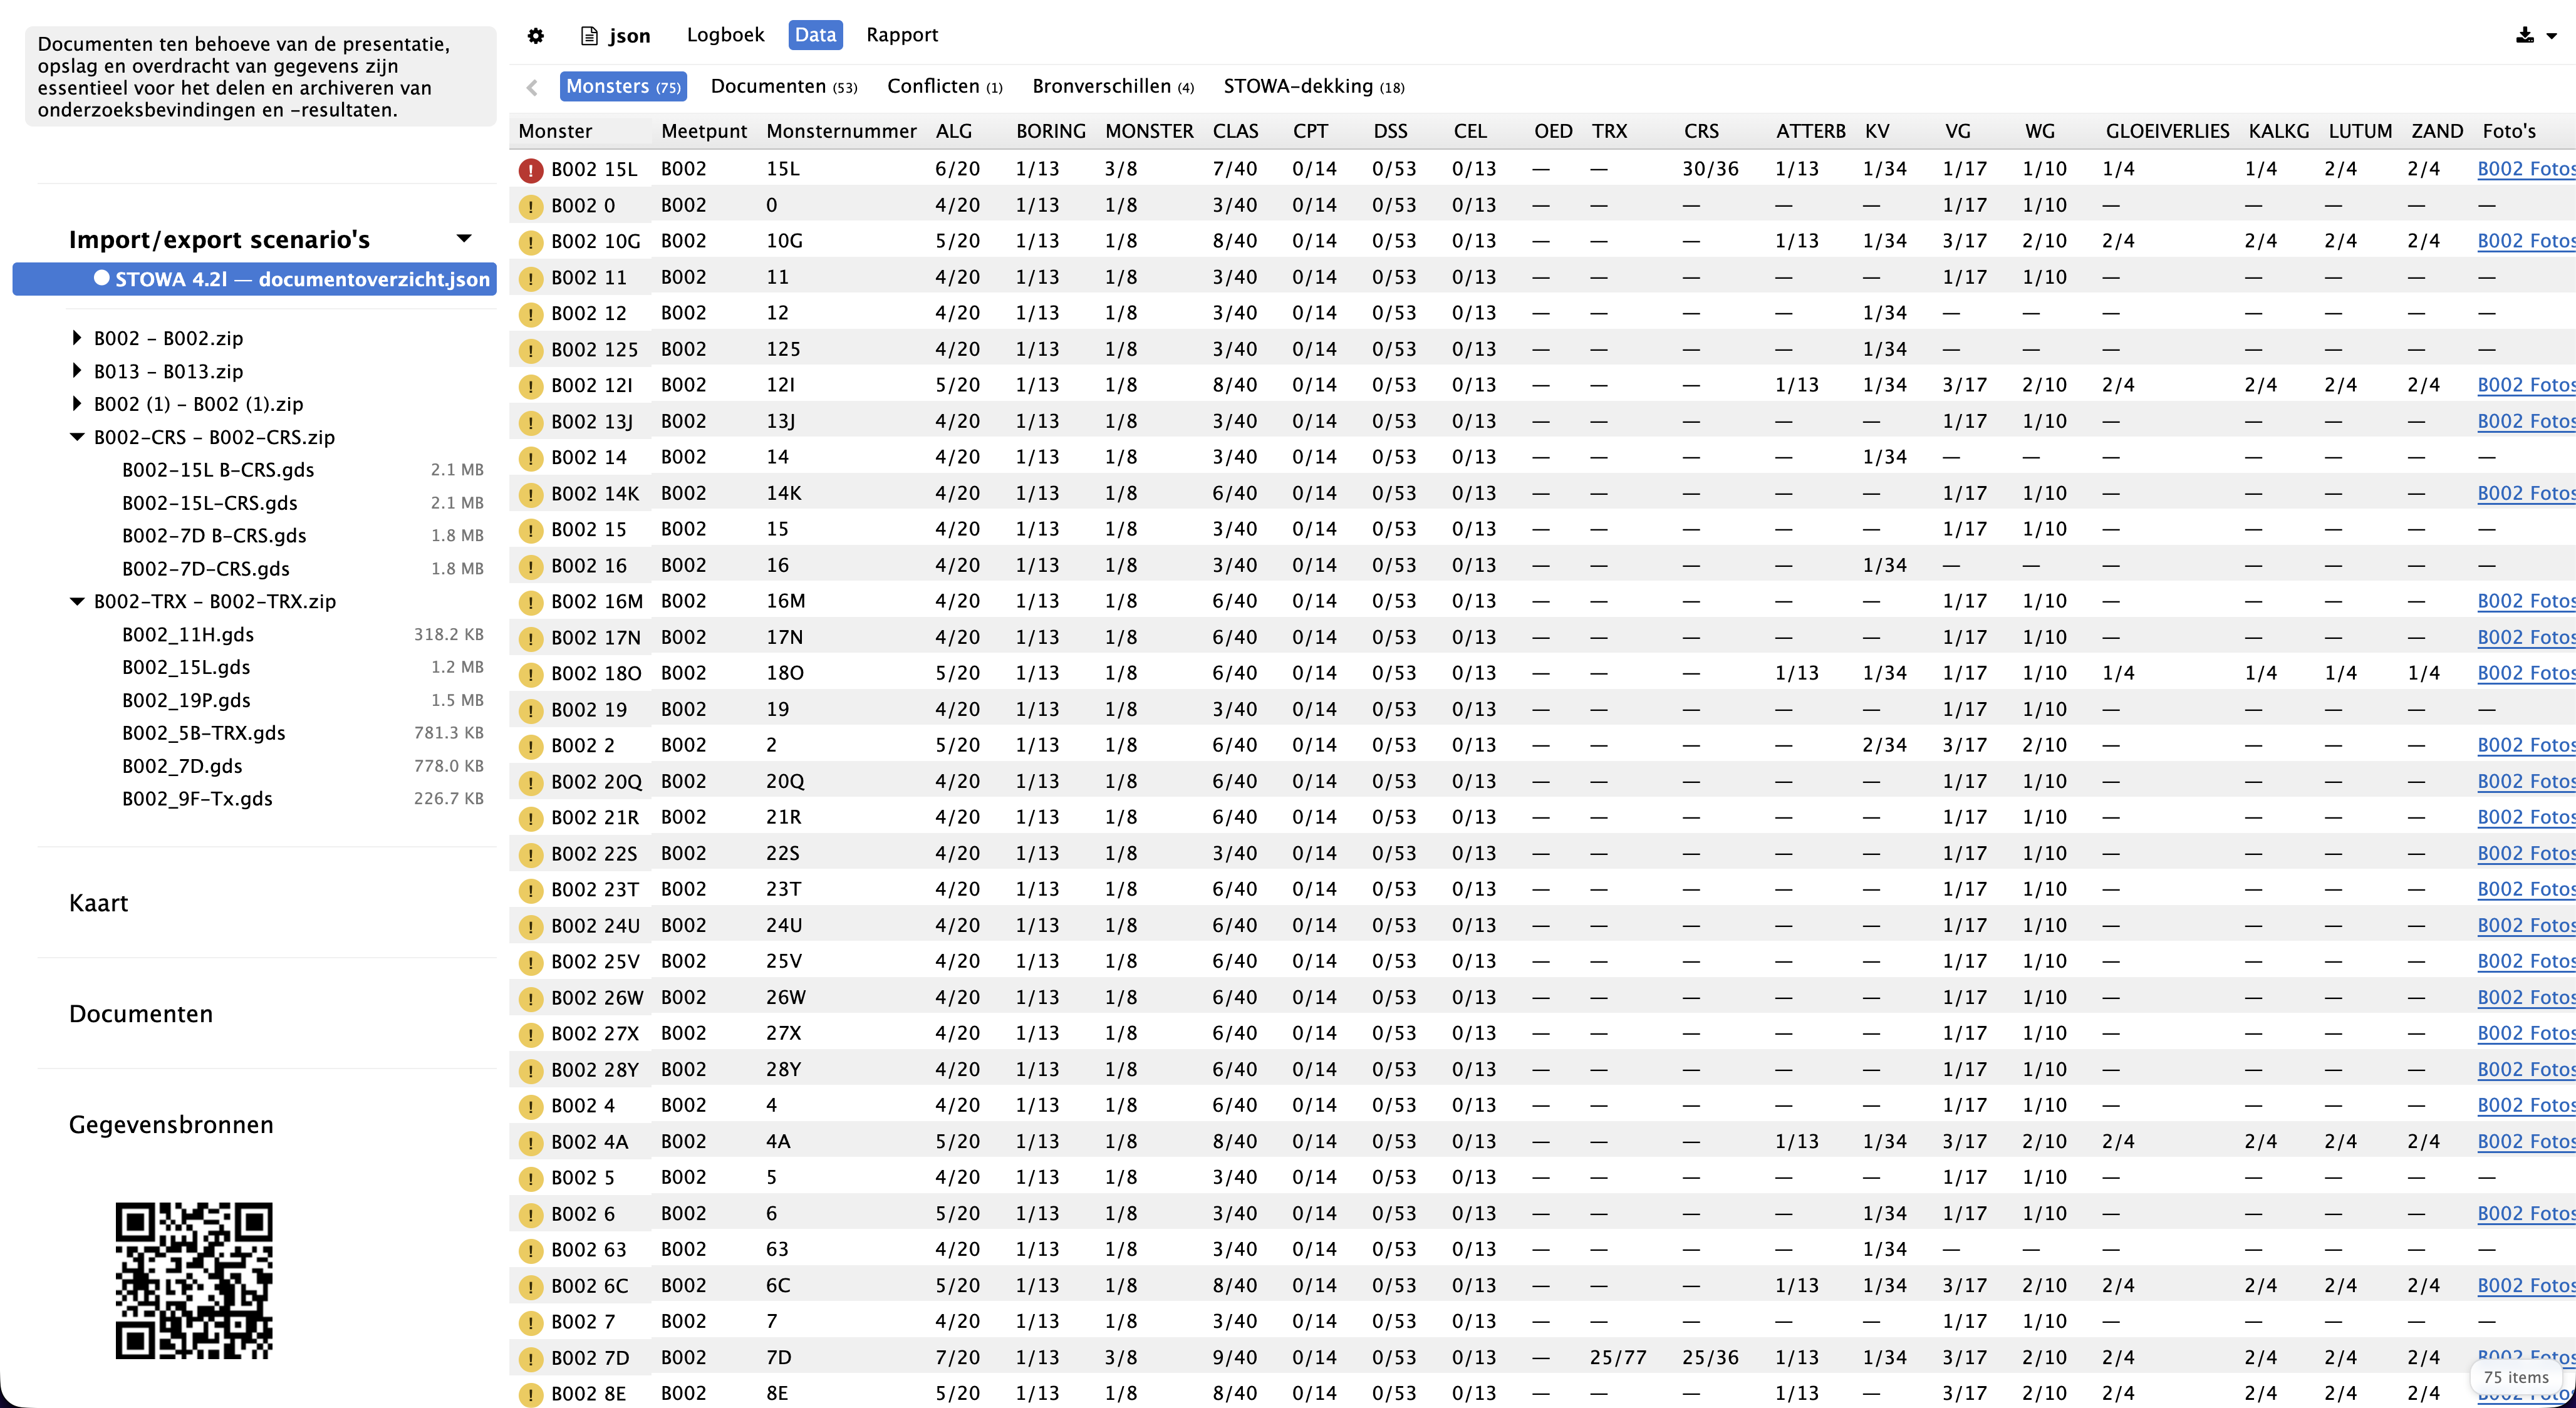 Documenten ten behoeve van de presentatie,
opslag en overdracht van gegevens zijn
essentieel voor het delen en archiveren van
onderzoeksbevindingen en -resultaten.
Import/export scenario's
STOWA 4.2l — documentoverzicht.json
B002 – B002.zip
B013 – B013.zip
B002 (1) – B002 (1).zip
B002-CRS – B002-CRS.zip
B002-15L B-CRS.gds 2.1 MB
B002-15L-CRS.gds 2.1 MB
B002-7D B-CRS.gds 1.8 MB
B002-7D-CRS.gds 1.8 MB
B002-TRX – B002-TRX.zip
B002_11H.gds 318.2 KB
B002_15L.gds 1.2 MB
B002_19P.gds 1.5 MB
B002_5B-TRX.gds 781.3 KB
B002_7D.gds 778.0 KB
B002_9F-Tx.gds 226.7 KB
Kaart
Documenten
Gegevensbronnen
json Logboek Data Rapport
Monsters (75) Documenten (53) Conflicten (1) Bronverschillen (4) STOWA-dekking (18)
Monster Meetpunt Monsternummer ALG BORING MONSTER CLAS CPT DSS CEL OED TRX CRS ATTERB KV VG WG GLOEIVERLIES KALKG LUTUM ZAND Foto's
! B002 15L B002 15L 6/20 1/13 3/8 7/40 0/14 0/53 0/13 — — 30/36 1/13 1/34 1/17 1/10 1/4 1/4 2/4 2/4 B002 Fotos
! B002 0 B002 0 4/20 1/13 1/8 3/40 0/14 0/53 0/13 — — — — — 1/17 1/10 — — — — —
! B002 10G B002 10G 5/20 1/13 1/8 8/40 0/14 0/53 0/13 — — — 1/13 1/34 3/17 2/10 2/4 2/4 2/4 2/4 B002 Fotos
! B002 11 B002 11 4/20 1/13 1/8 3/40 0/14 0/53 0/13 — — — — — 1/17 1/10 — — — — —
! B002 12 B002 12 4/20 1/13 1/8 3/40 0/14 0/53 0/13 — — — — 1/34 — — — — — — —
! B002 125 B002 125 4/20 1/13 1/8 3/40 0/14 0/53 0/13 — — — — 1/34 — — — — — — —
! B002 12I B002 12I 5/20 1/13 1/8 8/40 0/14 0/53 0/13 — — — 1/13 1/34 3/17 2/10 2/4 2/4 2/4 2/4 B002 Fotos
! B002 13J B002 13J 4/20 1/13 1/8 3/40 0/14 0/53 0/13 — — — — — 1/17 1/10 — — — — B002 Fotos
! B002 14 B002 14 4/20 1/13 1/8 3/40 0/14 0/53 0/13 — — — — 1/34 — — — — — — —
! B002 14K B002 14K 4/20 1/13 1/8 6/40 0/14 0/53 0/13 — — — — — 1/17 1/10 — — — — B002 Fotos
! B002 15 B002 15 4/20 1/13 1/8 3/40 0/14 0/53 0/13 — — — — — 1/17 1/10 — — — — —
! B002 16 B002 16 4/20 1/13 1/8 3/40 0/14 0/53 0/13 — — — — 1/34 — — — — — — —
! B002 16M B002 16M 4/20 1/13 1/8 6/40 0/14 0/53 0/13 — — — — — 1/17 1/10 — — — — B002 Fotos
! B002 17N B002 17N 4/20 1/13 1/8 6/40 0/14 0/53 0/13 — — — — — 1/17 1/10 — — — — B002 Fotos
! B002 18O B002 18O 5/20 1/13 1/8 6/40 0/14 0/53 0/13 — — — 1/13 1/34 1/17 1/10 1/4 1/4 1/4 1/4 B002 Fotos
! B002 19 B002 19 4/20 1/13 1/8 3/40 0/14 0/53 0/13 — — — — — 1/17 1/10 — — — — —
! B002 2 B002 2 5/20 1/13 1/8 6/40 0/14 0/53 0/13 — — — — 2/34 3/17 2/10 — — — — B002 Fotos
! B002 20Q B002 20Q 4/20 1/13 1/8 6/40 0/14 0/53 0/13 — — — — — 1/17 1/10 — — — — B002 Fotos
! B002 21R B002 21R 4/20 1/13 1/8 6/40 0/14 0/53 0/13 — — — — — 1/17 1/10 — — — — B002 Fotos
! B002 22S B002 22S 4/20 1/13 1/8 3/40 0/14 0/53 0/13 — — — — — 1/17 1/10 — — — — B002 Fotos
! B002 23T B002 23T 4/20 1/13 1/8 6/40 0/14 0/53 0/13 — — — — — 1/17 1/10 — — — — B002 Fotos
! B002 24U B002 24U 4/20 1/13 1/8 6/40 0/14 0/53 0/13 — — — — — 1/17 1/10 — — — — B002 Fotos
! B002 25V B002 25V 4/20 1/13 1/8 6/40 0/14 0/53 0/13 — — — — — 1/17 1/10 — — — — B002 Fotos
! B002 26W B002 26W 4/20 1/13 1/8 6/40 0/14 0/53 0/13 — — — — — 1/17 1/10 — — — — B002 Fotos
! B002 27X B002 27X 4/20 1/13 1/8 6/40 0/14 0/53 0/13 — — — — — 1/17 1/10 — — — — B002 Fotos
! B002 28Y B002 28Y 4/20 1/13 1/8 6/40 0/14 0/53 0/13 — — — — — 1/17 1/10 — — — — B002 Fotos
! B002 4 B002 4 4/20 1/13 1/8 6/40 0/14 0/53 0/13 — — — — — 1/17 1/10 — — — — B002 Fotos
! B002 4A B002 4A 5/20 1/13 1/8 8/40 0/14 0/53 0/13 — — — 1/13 1/34 3/17 2/10 2/4 2/4 2/4 2/4 B002 Fotos
! B002 5 B002 5 4/20 1/13 1/8 3/40 0/14 0/53 0/13 — — — — — 1/17 1/10 — — — — —
! B002 6 B002 6 5/20 1/13 1/8 3/40 0/14 0/53 0/13 — — — — 1/34 1/17 1/10 — — — — B002 Fotos
! B002 63 B002 63 4/20 1/13 1/8 3/40 0/14 0/53 0/13 — — — — 1/34 — — — — — — —
! B002 6C B002 6C 5/20 1/13 1/8 8/40 0/14 0/53 0/13 — — — 1/13 1/34 3/17 2/10 2/4 2/4 2/4 2/4 B002 Fotos
! B002 7 B002 7 4/20 1/13 1/8 3/40 0/14 0/53 0/13 — — — — — 1/17 1/10 — — — — —
! B002 7D B002 7D 7/20 1/13 3/8 9/40 0/14 0/53 0/13 — 25/77 25/36 1/13 1/34 3/17 2/10 2/4 2/4 2/4 2/4 B002 Fotos
! B002 8E B002 8E 5/20 1/13 1/8 8/40 0/14 0/53 0/13 — — — 1/13 — 3/17 2/10 2/4 2/4 2/4 2/4 B002 Fotos
75 items